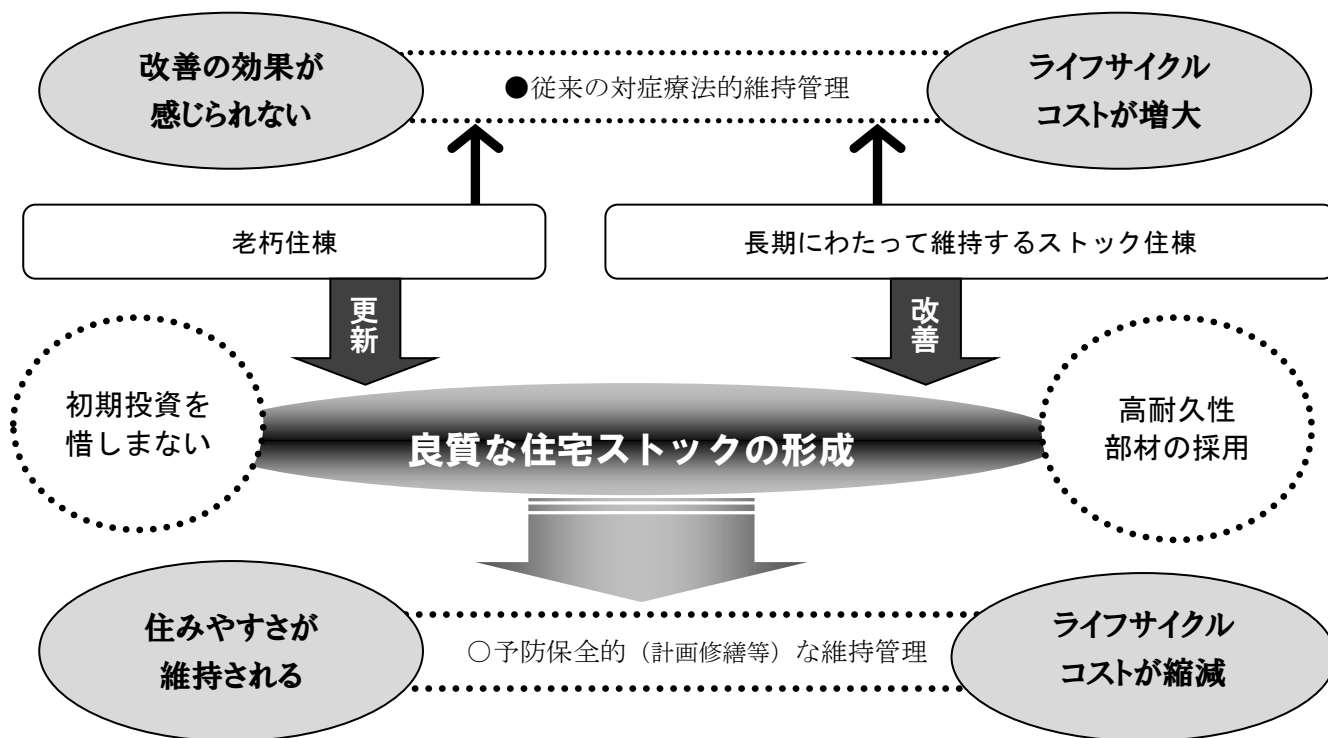 改善の効果が
感じられない
●従来の対症療法的維持管理
ライフサイクル
コストが増大
老朽住棟
長期にわたって維持するストック住棟
更新
改善
初期投資を
惜しまない
良質な住宅ストックの形成
高耐久性
部材の採用
住みやすさが
維持される
○予防保全的（計画修繕等）な維持管理
ライフサイクル
コストが縮減